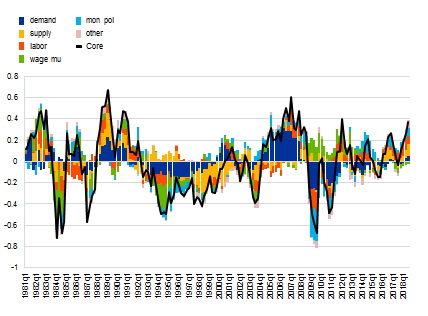 demand mon pol
supply other
labor Core
wage mu
0.8
0.6
0.4
0.2
0
-0.2
-0.4
-0.6
-0.8
-1
1981q1 1982q1 1983q1 1984q1 1985q1 1986q1 1987q1 1988q1 1989q1 1990q1 1991q1 1992q1 1993q1 1994q1 1995q1 1996q1 1997q1 1998q1 1999q1 2000q1 2001q1 2002q1 2003q1 2004q1 2005q1 2006q1 2007q1 2008q1 2009q1 2010q1 2011q1 2012q1 2013q1 2014q1 2015q1 2016q1 2017q1 2018q1